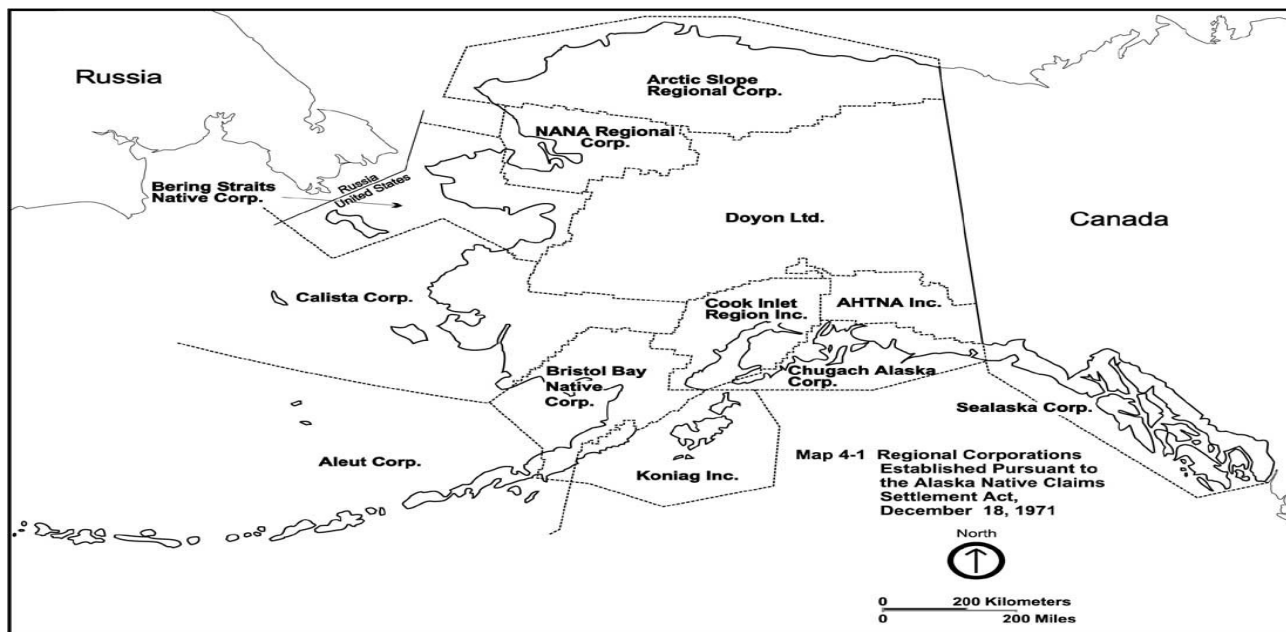 Russia
Arctic Slope
Regional Corp.
NANA Regional
Corp.
Bering Straits
Native Corp.
Russia
United States
Doyon Ltd.
Canada
Calista Corp.
Cook Inlet
Region Inc.
AHTNA Inc.
Bristol Bay
Native
Corp.
Chugach Alaska
Corp.
Sealaska Corp.
Aleut Corp.
Koniag Inc.
Map 4-1 Regional Corporations
Established Pursuant to
the Alaska Native Claims
Settlement Act,
December 18, 1971
North
0 200 Kilometers
0 200 Miles